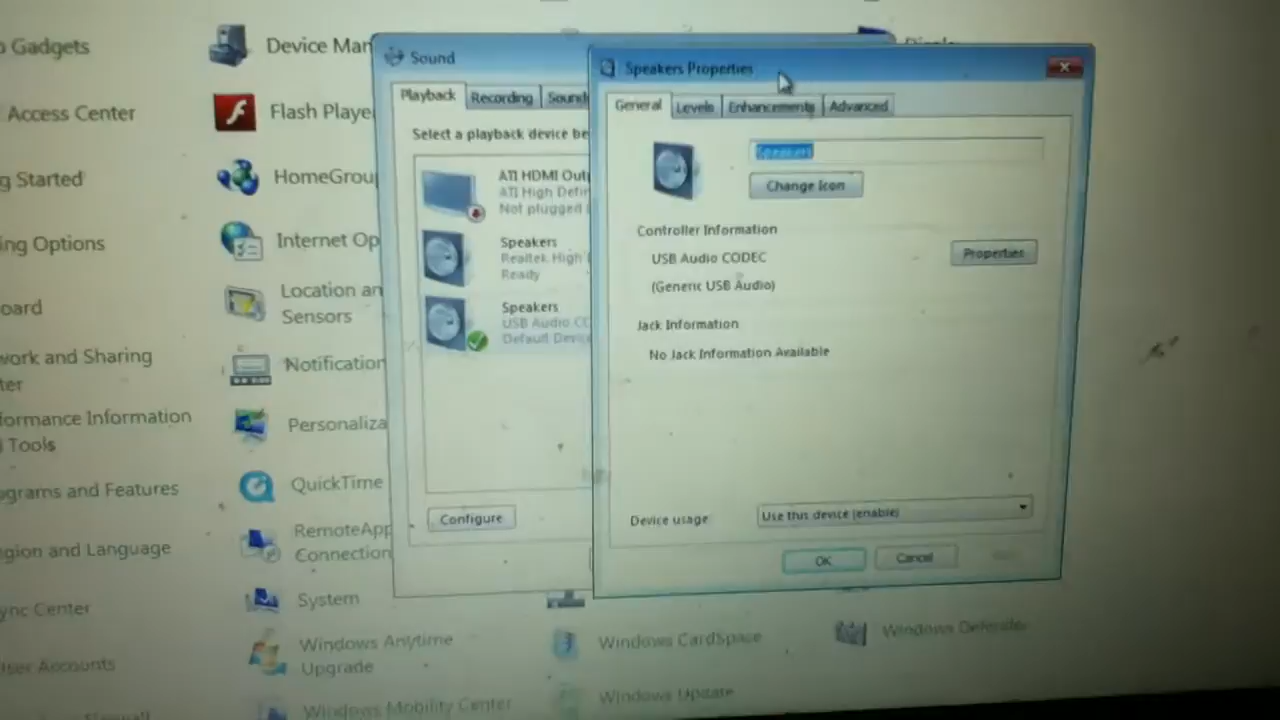 Gadgets
Access Center
g Started
ing Options
oard
work and Sharing
ter
formance Information
Tools
ograms and Features
gion and Language
ync Center
User Accounts
Device Man
Flash Playe
HomeGroup
Internet Op
Location an
Sensors
Notification
Personaliza
QuickTime
RemoteApp
Connection
System
Windows Anytime
Upgrade
Windows Mobility Center
Windows CardSpace
Windows Update
Windows Defender
Sound
Playback
Recording
Sound
Select a playback device be
ATI HDMI Out
ATI High Defin
Not plugged
Speakers
Realtek High
Ready
Speakers
USB Audio CO
Default Device
Configure
Speakers Properties
General
Levels
Enhancements
Advanced
Speakers
Change Icon
Controller Information
USB Audio CODEC
Properties
(Generic USB Audio)
Jack Information
No Jack Information Available
Device usage:
Use this device (enable)
OK
Cancel